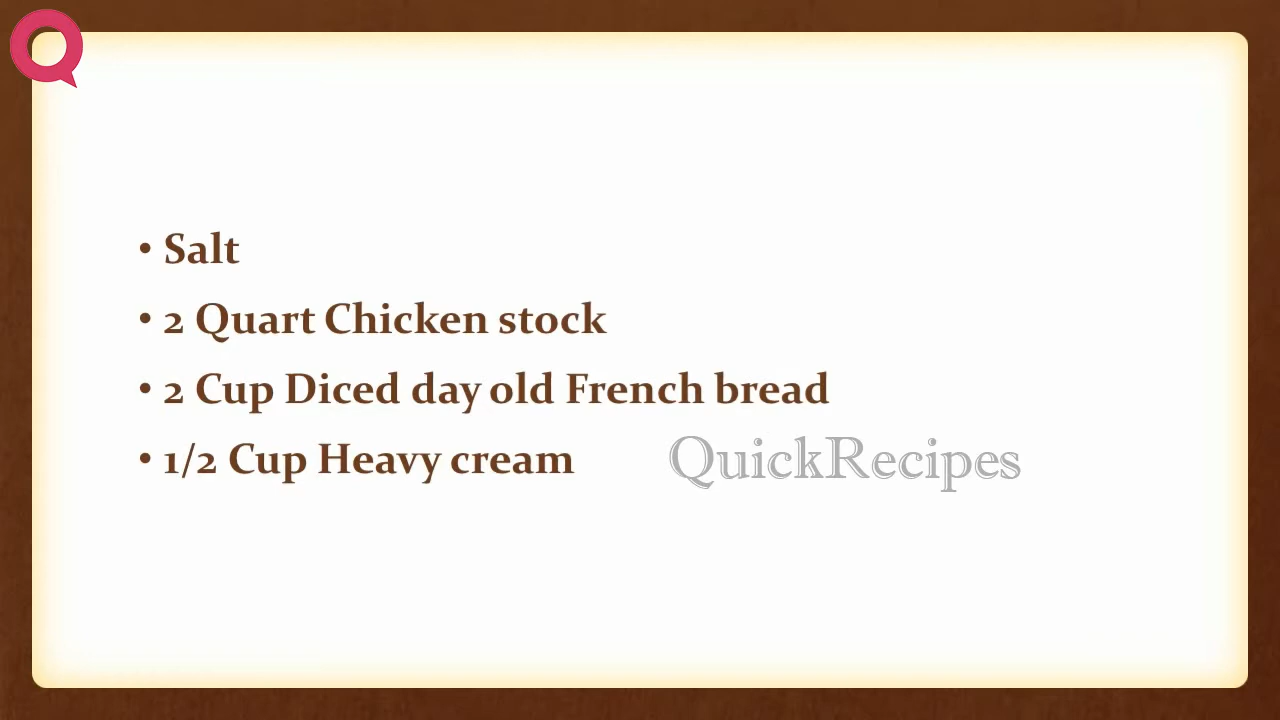 • Salt
• 2 Quart Chicken stock
• 2 Cup Diced day old French bread
• 1/2 Cup Heavy cream
QuickRecipes